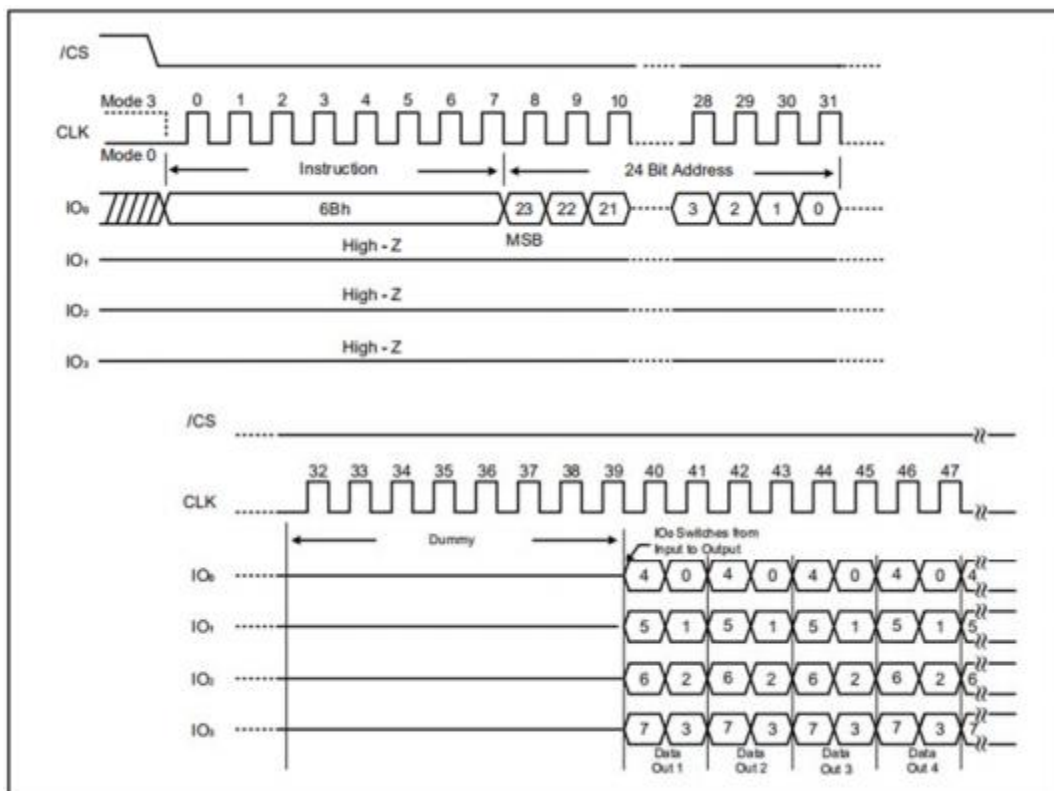 /CS
Mode 3 0 1 2 3 4 5 6 7 8 9 10 28 29 30 31
CLK
Mode 0
Instruction 24 Bit Address
IO₀ 6Bh 23 22 21 3 2 1 0
MSB
High - Z
IO₁
High - Z
IO₂
High - Z
IO₃
/CS
32 33 34 35 36 37 38 39 40 41 42 43 44 45 46 47
CLK
Dummy
IO₀ Switches from
Input to Output
IO₀ 4 0 4 0 4 0 4 0 4
IO₁ 5 1 5 1 5 1 5 1 5
IO₂ 6 2 6 2 6 2 6 2 6
IO₃ 7 3 7 3 7 3 7 3 7
Data Data Data Data
Out 1 Out 2 Out 3 Out 4